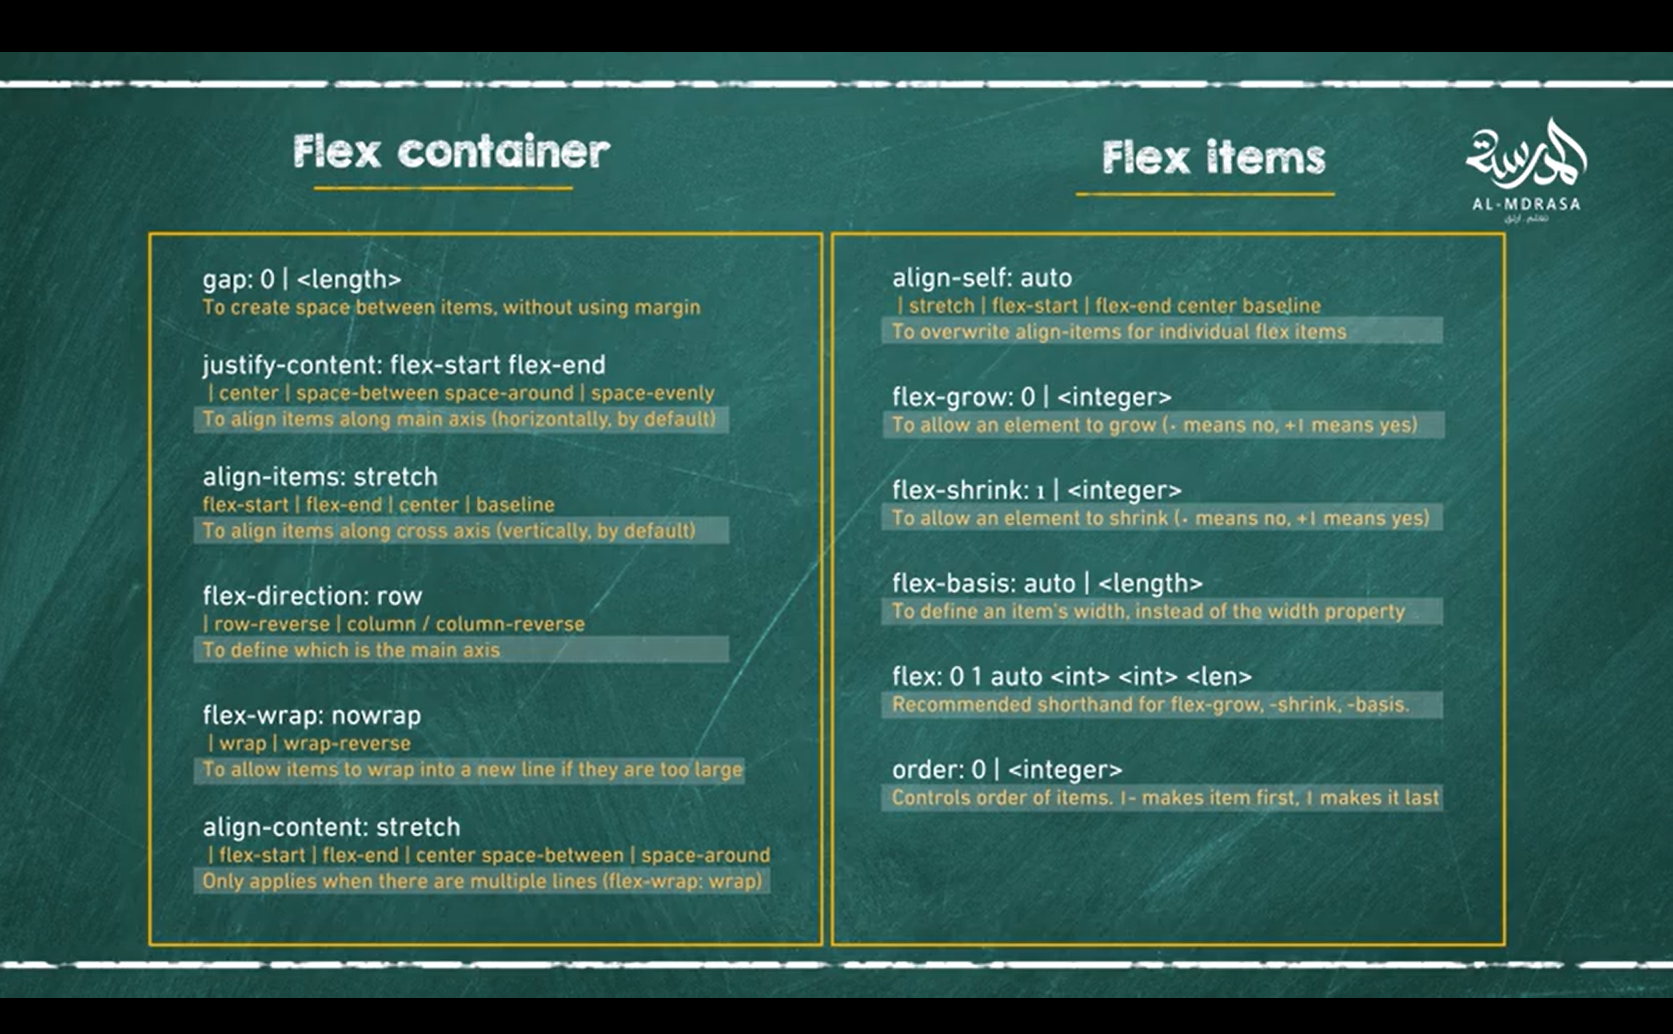 Flex container
gap: 0 | <length>
To create space between items, without using margin
justify-content: flex-start flex-end
| center | space-between space-around | space-evenly
To align items along main axis (horizontally, by default)
align-items: stretch
flex-start | flex-end | center | baseline
To align items along cross axis (vertically, by default)
flex-direction: row
| row-reverse | column / column-reverse
To define which is the main axis
flex-wrap: nowrap
| wrap | wrap-reverse
To allow items to wrap into a new line if they are too large
align-content: stretch
| flex-start | flex-end | center space-between | space-around
Only applies when there are multiple lines (flex-wrap: wrap)
Flex items
align-self: auto
| stretch | flex-start | flex-end center baseline
To overwrite align-items for individual flex items
flex-grow: 0 | <integer>
To allow an element to grow (٠ means no, +١ means yes)
flex-shrink: ١ | <integer>
To allow an element to shrink (٠ means no, +١ means yes)
flex-basis: auto | <length>
To define an item's width, instead of the width property
flex: 0 1 auto <int> <int> <len>
Recommended shorthand for flex-grow, -shrink, -basis.
order: 0 | <integer>
Controls order of items. ١- makes item first, ١ makes it last
المدرسة
AL-MDRASA